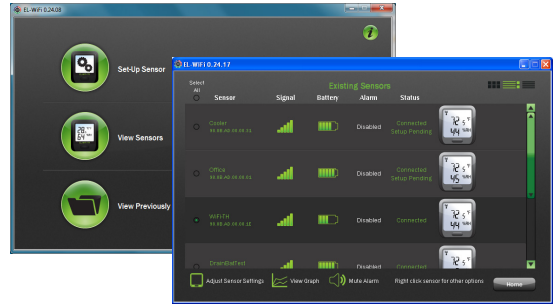 EL-WiFi 0.24.08
Set-Up Sensor
View Sensors
View Previously
EL-WiFi 0.24.17
Select
All
Existing Sensors
Sensor Signal Battery Alarm Status
Cooler
Disabled
Connected
Setup Pending
Office
Disabled
Connected
Setup Pending
WiFiTH
Disabled
Connected
DrainBatTest
Disabled
Connected
Adjust Sensor Settings
View Graph
Mute Alarm
Right click sensor for other options
Home